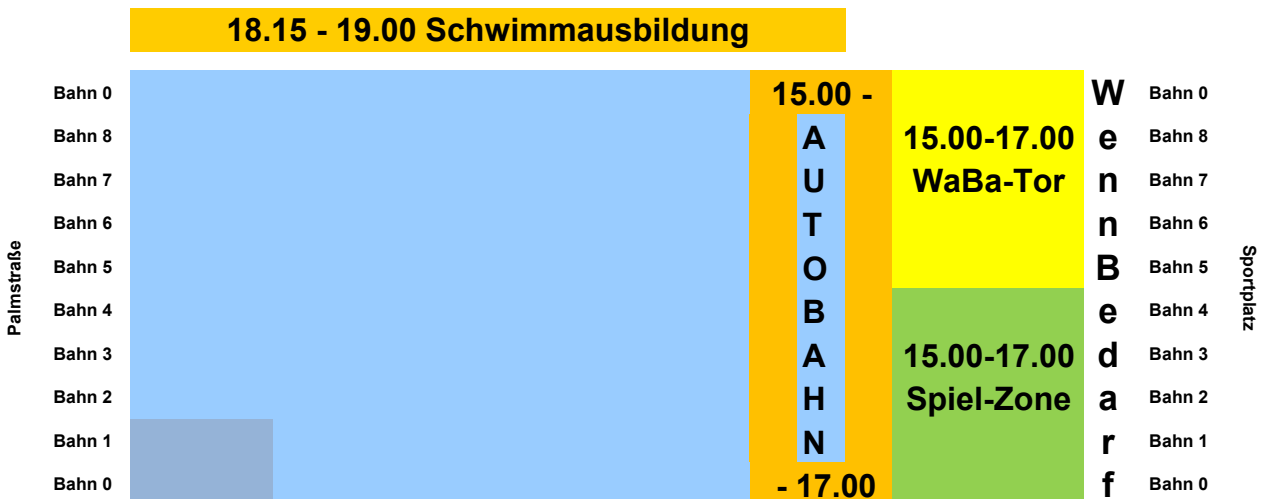 18.15 - 19.00 Schwimmausbildung
Palmstraße
Bahn 0
Bahn 8
Bahn 7
Bahn 6
Bahn 5
Bahn 4
Bahn 3
Bahn 2
Bahn 1
Bahn 0
15.00 -
AUTOBAHN
- 17.00
15.00-17.00
WaBa-Tor
15.00-17.00
Spiel-Zone
WennBedarf
Bahn 0
Bahn 8
Bahn 7
Bahn 6
Bahn 5
Bahn 4
Bahn 3
Bahn 2
Bahn 1
Bahn 0
Sportplatz